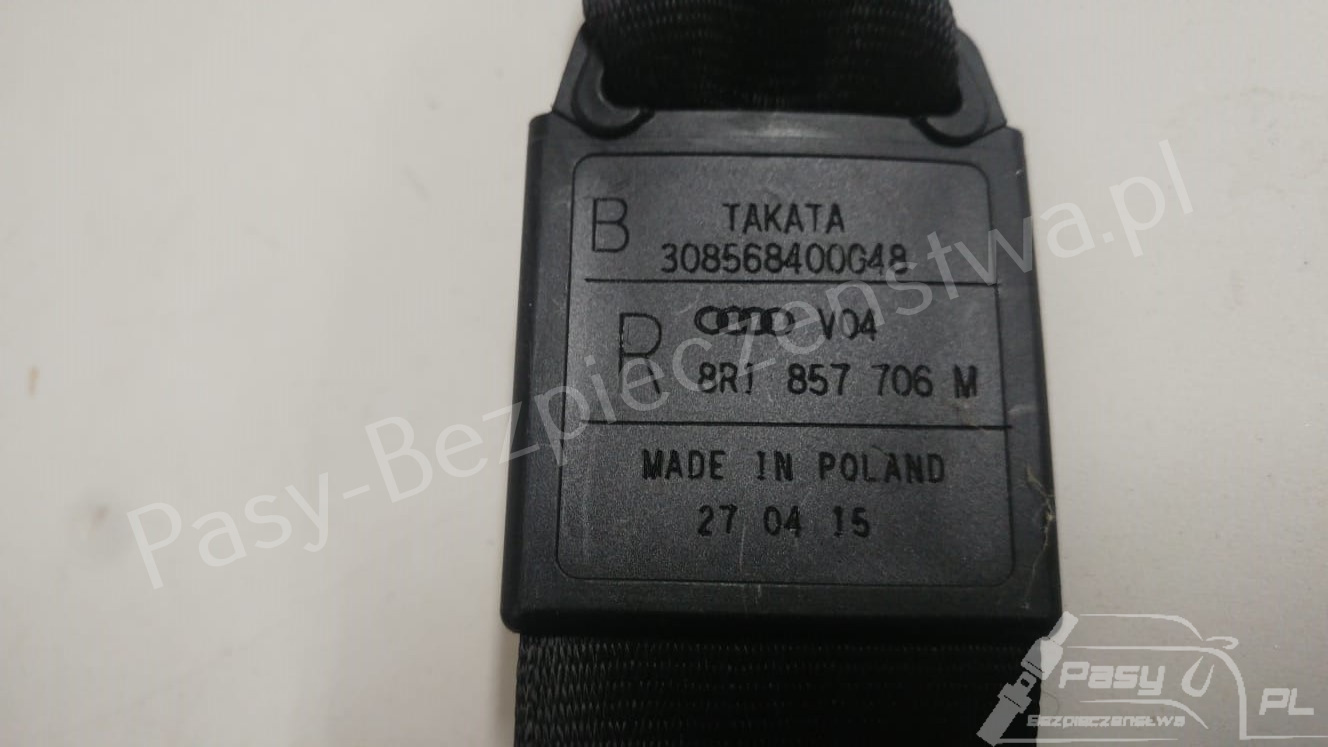 B TAKATA
308568400G48
R V04
8R1 857 706 M
MADE IN POLAND
27 04 15
Pasy-Bezpieczenstwa.pl
Pasy
Bezpieczeństwa
PL